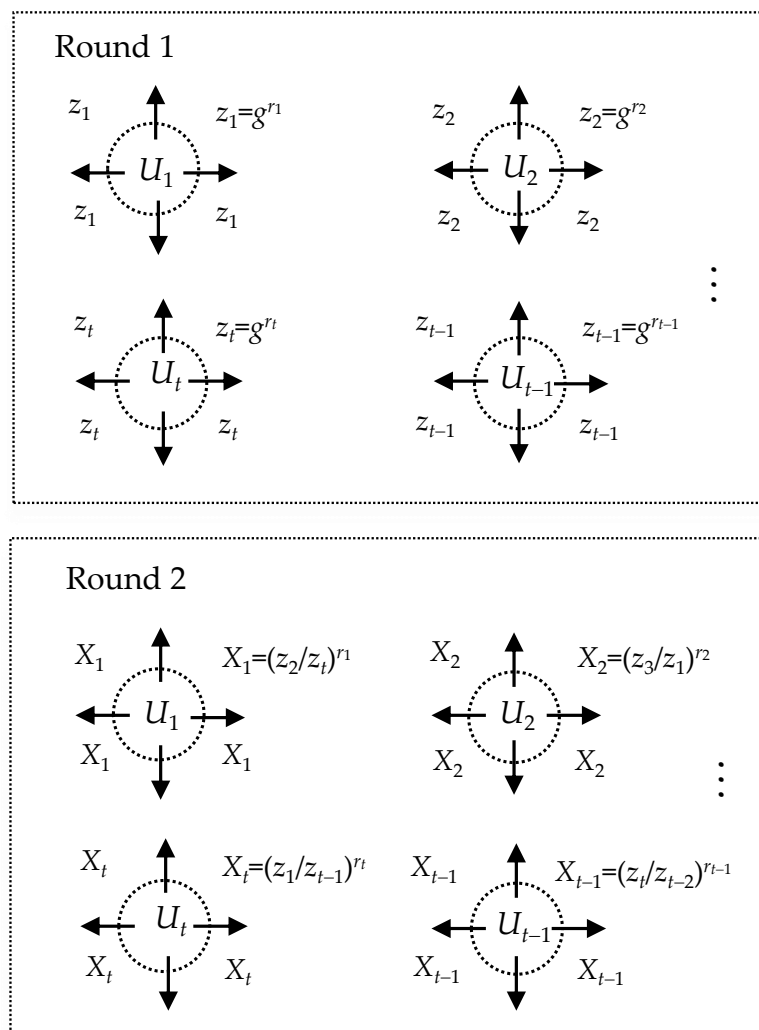 Round 1
z₁ z₁=g^r₁ z₂ z₂=g^r₂
U₁ U₂
z₁ z₁ z₂ z₂
⋮
zₜ zₜ=g^rₜ zₜ₋₁ zₜ₋₁=g^rₜ₋₁
Uₜ Uₜ₋₁
zₜ zₜ zₜ₋₁ zₜ₋₁
Round 2
X₁ X₁=(z₂/zₜ)^r₁ X₂ X₂=(z₃/z₁)^r₂
U₁ U₂
X₁ X₁ X₂ X₂
⋮
Xₜ Xₜ=(z₁/zₜ₋₁)^rₜ Xₜ₋₁ Xₜ₋₁=(zₜ/zₜ₋₂)^rₜ₋₁
Uₜ Uₜ₋₁
Xₜ Xₜ Xₜ₋₁ Xₜ₋₁